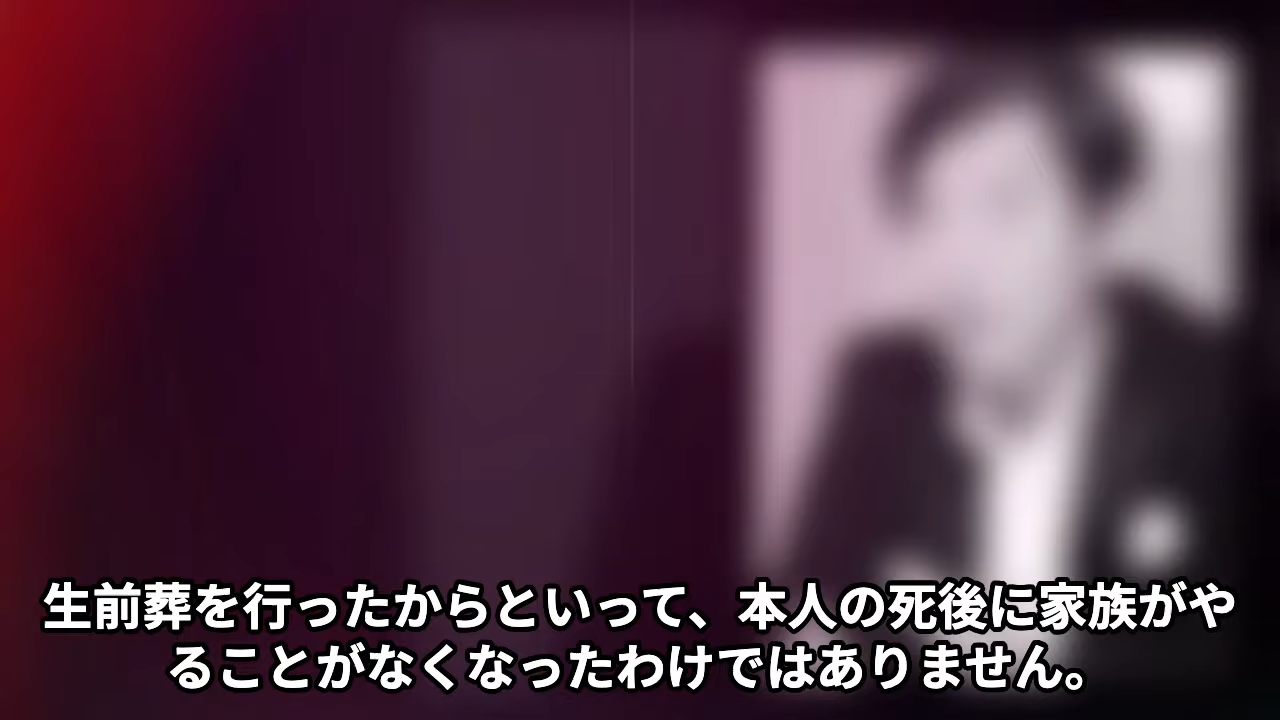 生前葬を行ったからといって、本人の死後に家族がや
ることがなくなったわけではありません。